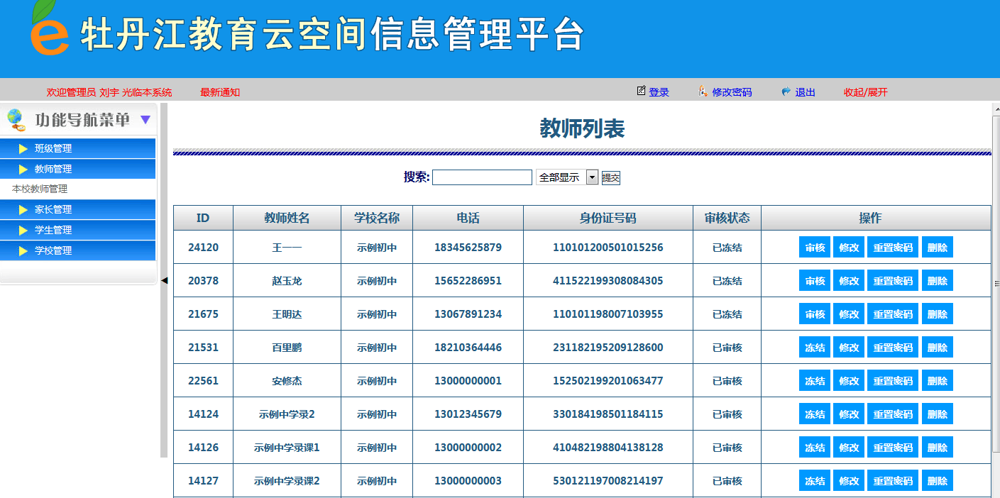 牡丹江教育云空间信息管理平台
欢迎管理员 刘宇 光临本系统 最新通知 登录 修改密码 退出 收起/展开
功能导航菜单
班级管理
教师管理
本校教师管理
家长管理
学生管理
学校管理
教师列表
搜索: 全部显示 提交
ID 教师姓名 学校名称 电话 身份证号码 审核状态 操作
24120 王一一 示例初中 18345625879 110101200501015256 已冻结 审核 修改 重置密码 删除
20378 赵玉龙 示例初中 15652286951 411522199308084305 已冻结 审核 修改 重置密码 删除
21675 王明达 示例初中 13067891234 110101198007103955 已冻结 审核 修改 重置密码 删除
21531 百里鹏 示例初中 18210364446 231182195209128600 已审核 冻结 修改 重置密码 删除
22561 安修杰 示例初中 13000000001 152502199201063477 已审核 冻结 修改 重置密码 删除
14124 示例中学录2 示例初中 13012345679 330184198501184115 已审核 冻结 修改 重置密码 删除
14126 示例中学录课1 示例初中 13000000002 410482198804138128 已审核 冻结 修改 重置密码 删除
14127 示例中学录课2 示例初中 13000000003 530121197008214197 已审核 冻结 修改 重置密码 删除